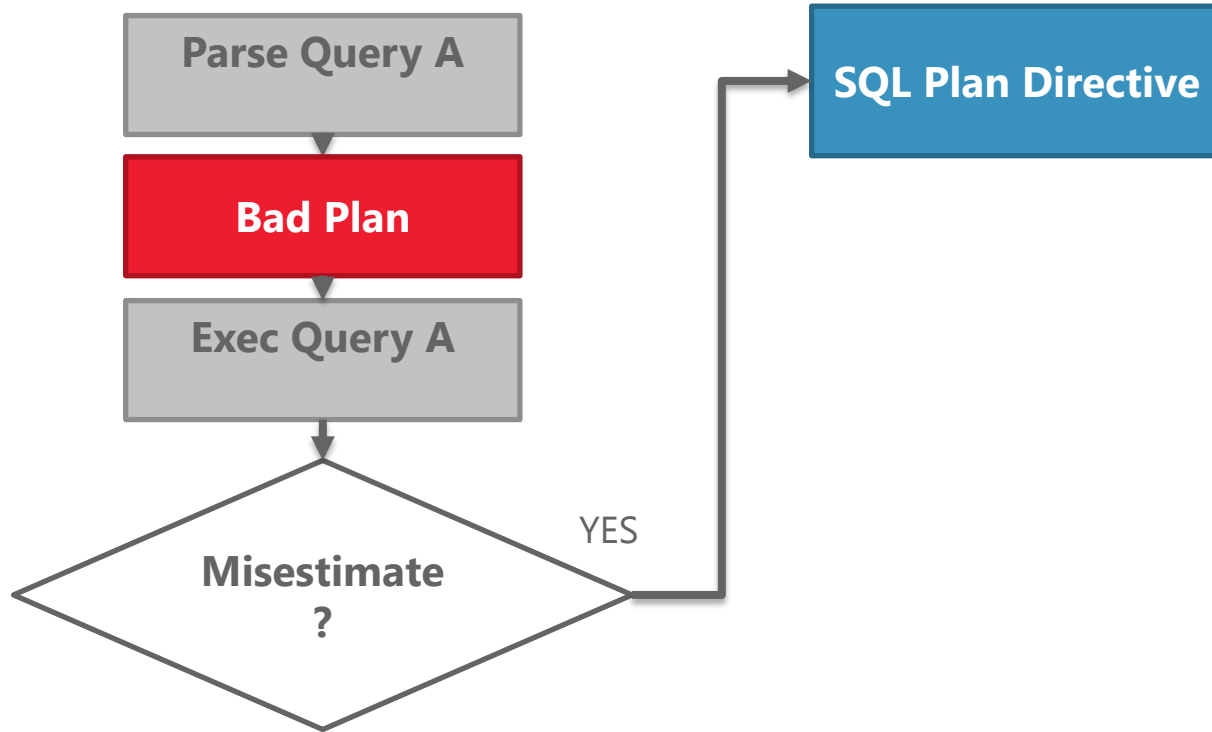 Parse Query A
SQL Plan Directive
Bad Plan
Exec Query A
YES
Misestimate
?